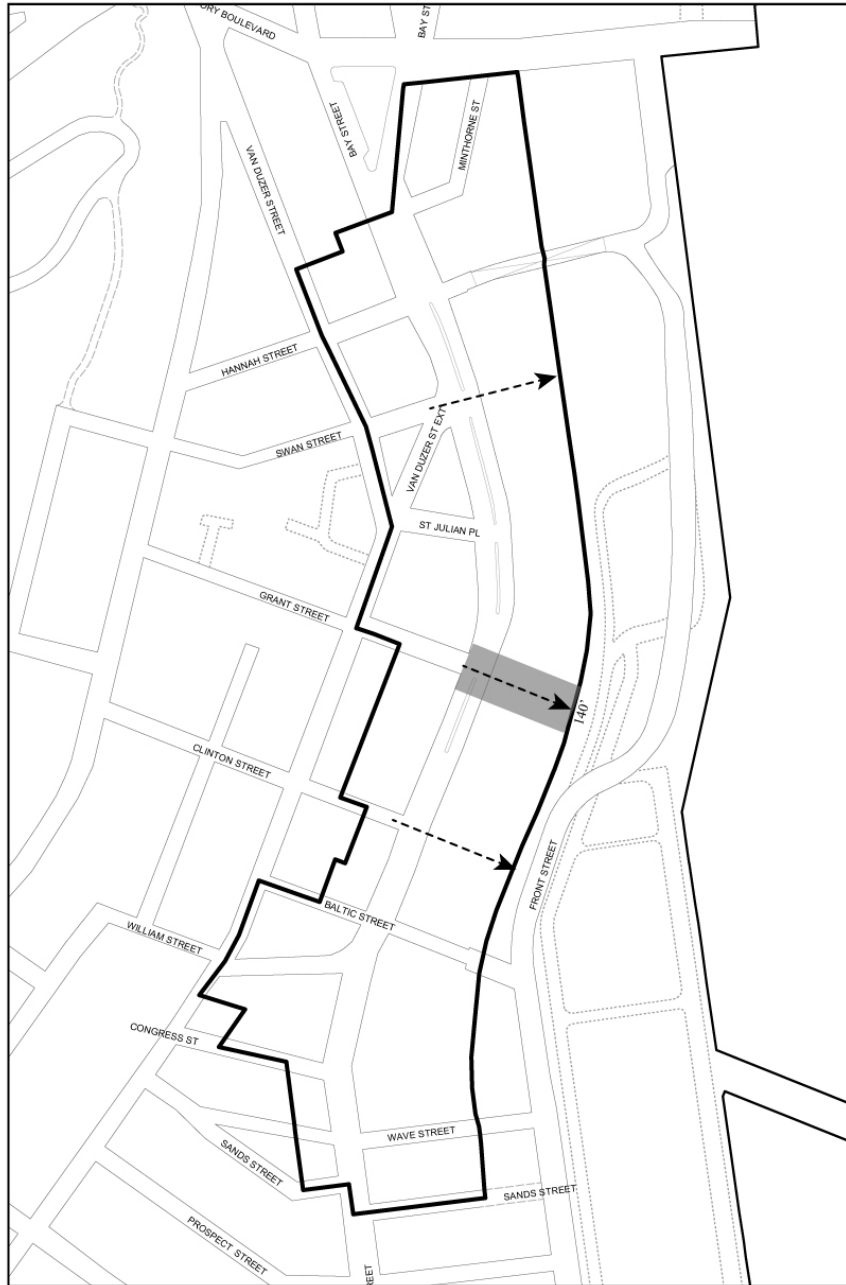 ORY BOULEVARD
BAY ST
BAY STREET
MINTHORNE ST
VAN DUZER STREET
HANNAH STREET
SWAN STREET
VAN DUZER ST EXT
ST JULIAN PL
GRANT STREET
140'
CLINTON STREET
FRONT STREET
BALTIC STREET
WILLIAM STREET
CONGRESS ST
WAVE STREET
SANDS STREET
SANDS STREET
PROSPECT STREET
STREET